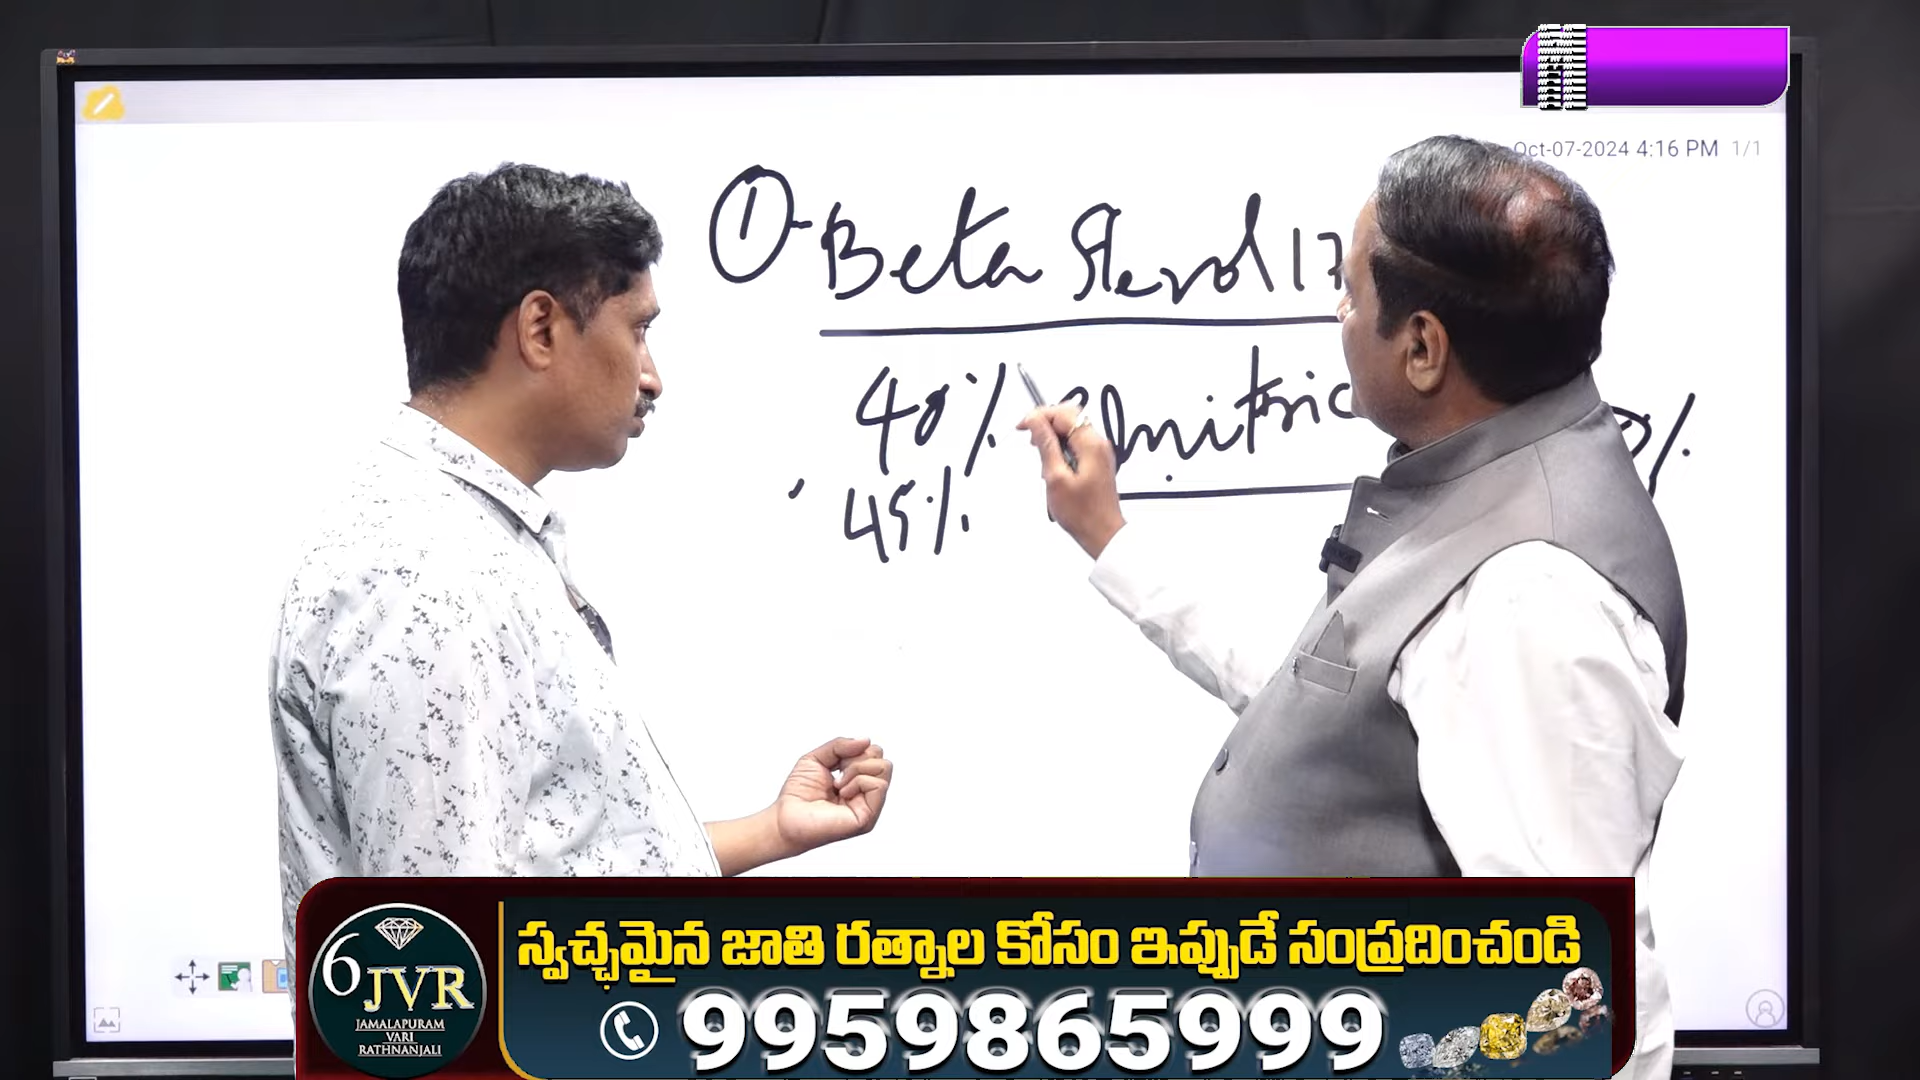 Oct-07-2024 4:16 PM 1/1
① - Beta Sterol 17
40%
45%
6
JVR
JAMALAPURAM
VARI
RATHNANJALI
స్వచ్ఛమైన జాతి రత్నాల కోసం ఇప్పుడే సంప్రదించండి
9959865999